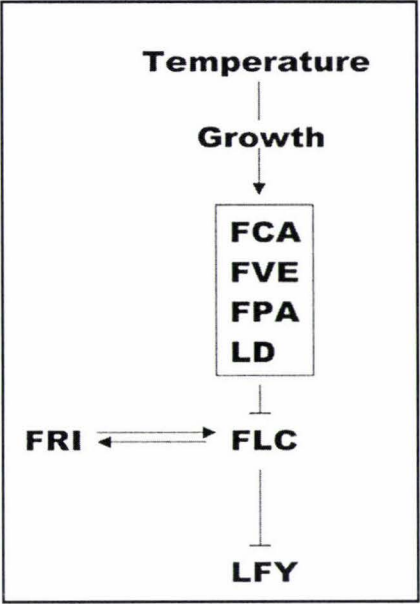 Temperature
Growth
FCA
FVE
FPA
LD
FRI FLC
LFY